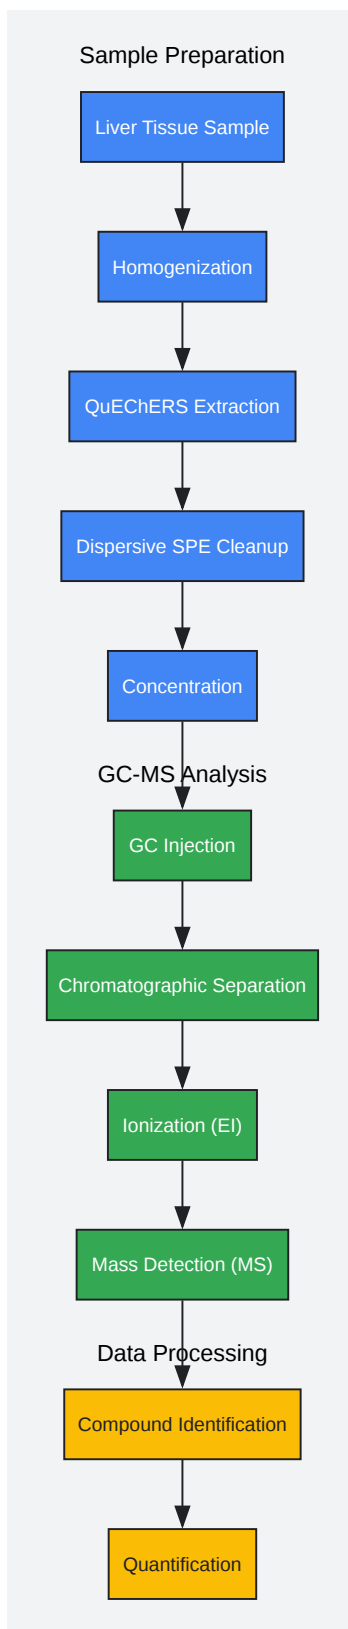 Sample Preparation
Liver Tissue Sample
Homogenization
QuEChERS Extraction
Dispersive SPE Cleanup
Concentration
GC-MS Analysis
GC Injection
Chromatographic Separation
Ionization (EI)
Mass Detection (MS)
Data Processing
Compound Identification
Quantification